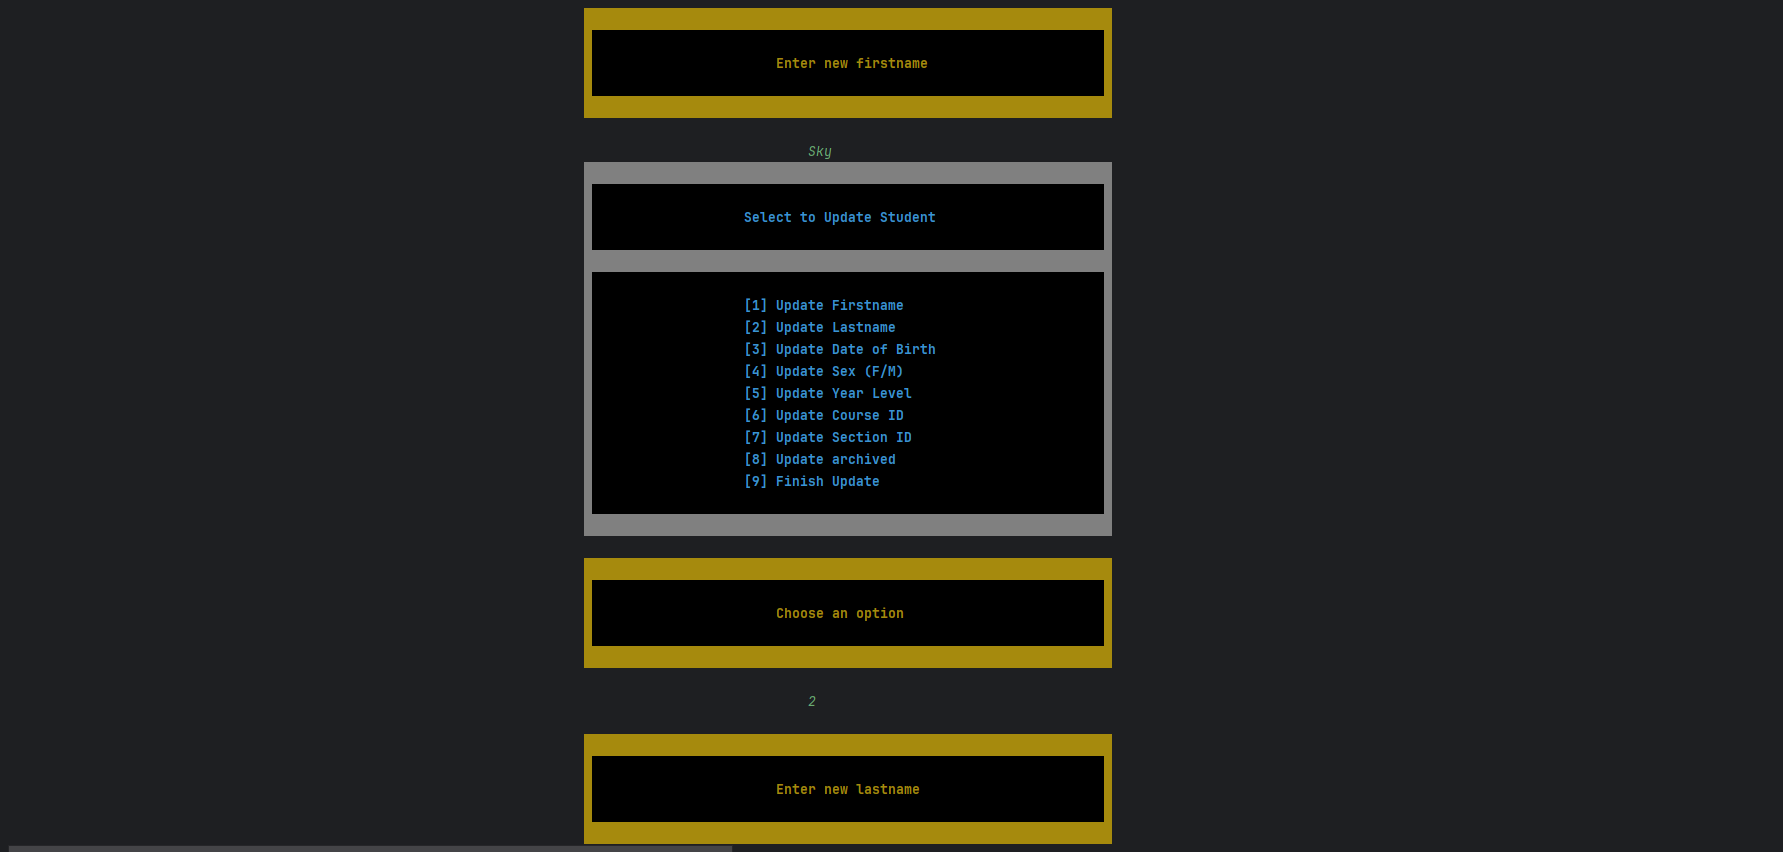 Enter new firstname
Sky
Select to Update Student
[1] Update Firstname
[2] Update Lastname
[3] Update Date of Birth
[4] Update Sex (F/M)
[5] Update Year Level
[6] Update Course ID
[7] Update Section ID
[8] Update archived
[9] Finish Update
Choose an option
2
Enter new lastname